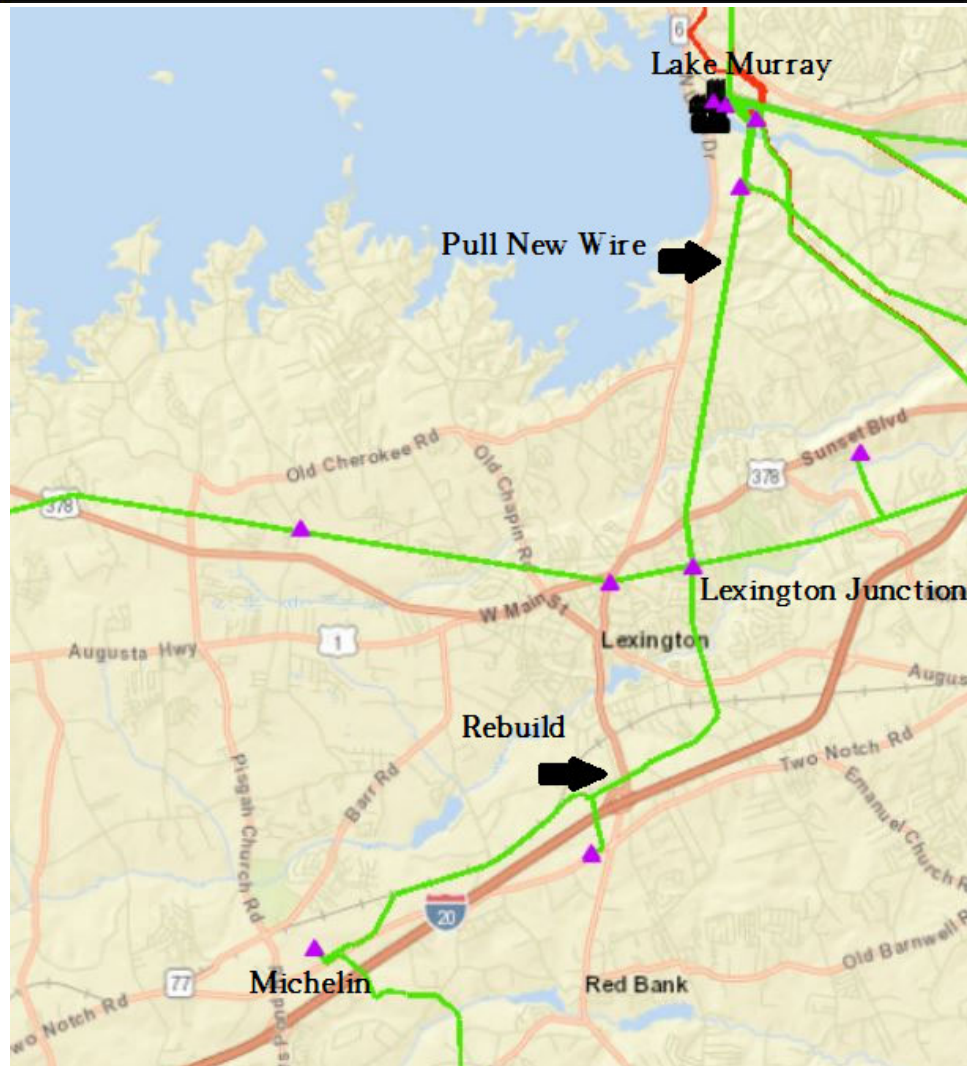 6
Lake Murray
N Dr
Pull New Wire
Sunset Blvd
Old Cherokee Rd
Old Chapin Rd
378
378
Lexington Junction
W Main St
Lexington
1
Augusta Hwy
Augus
Rebuild
Two Notch Rd
Barr Rd
Pisgah Church Rd
Emanuel Church R
20
Old Barnwell R
Michelin
77
Red Bank
wo Notch Rd